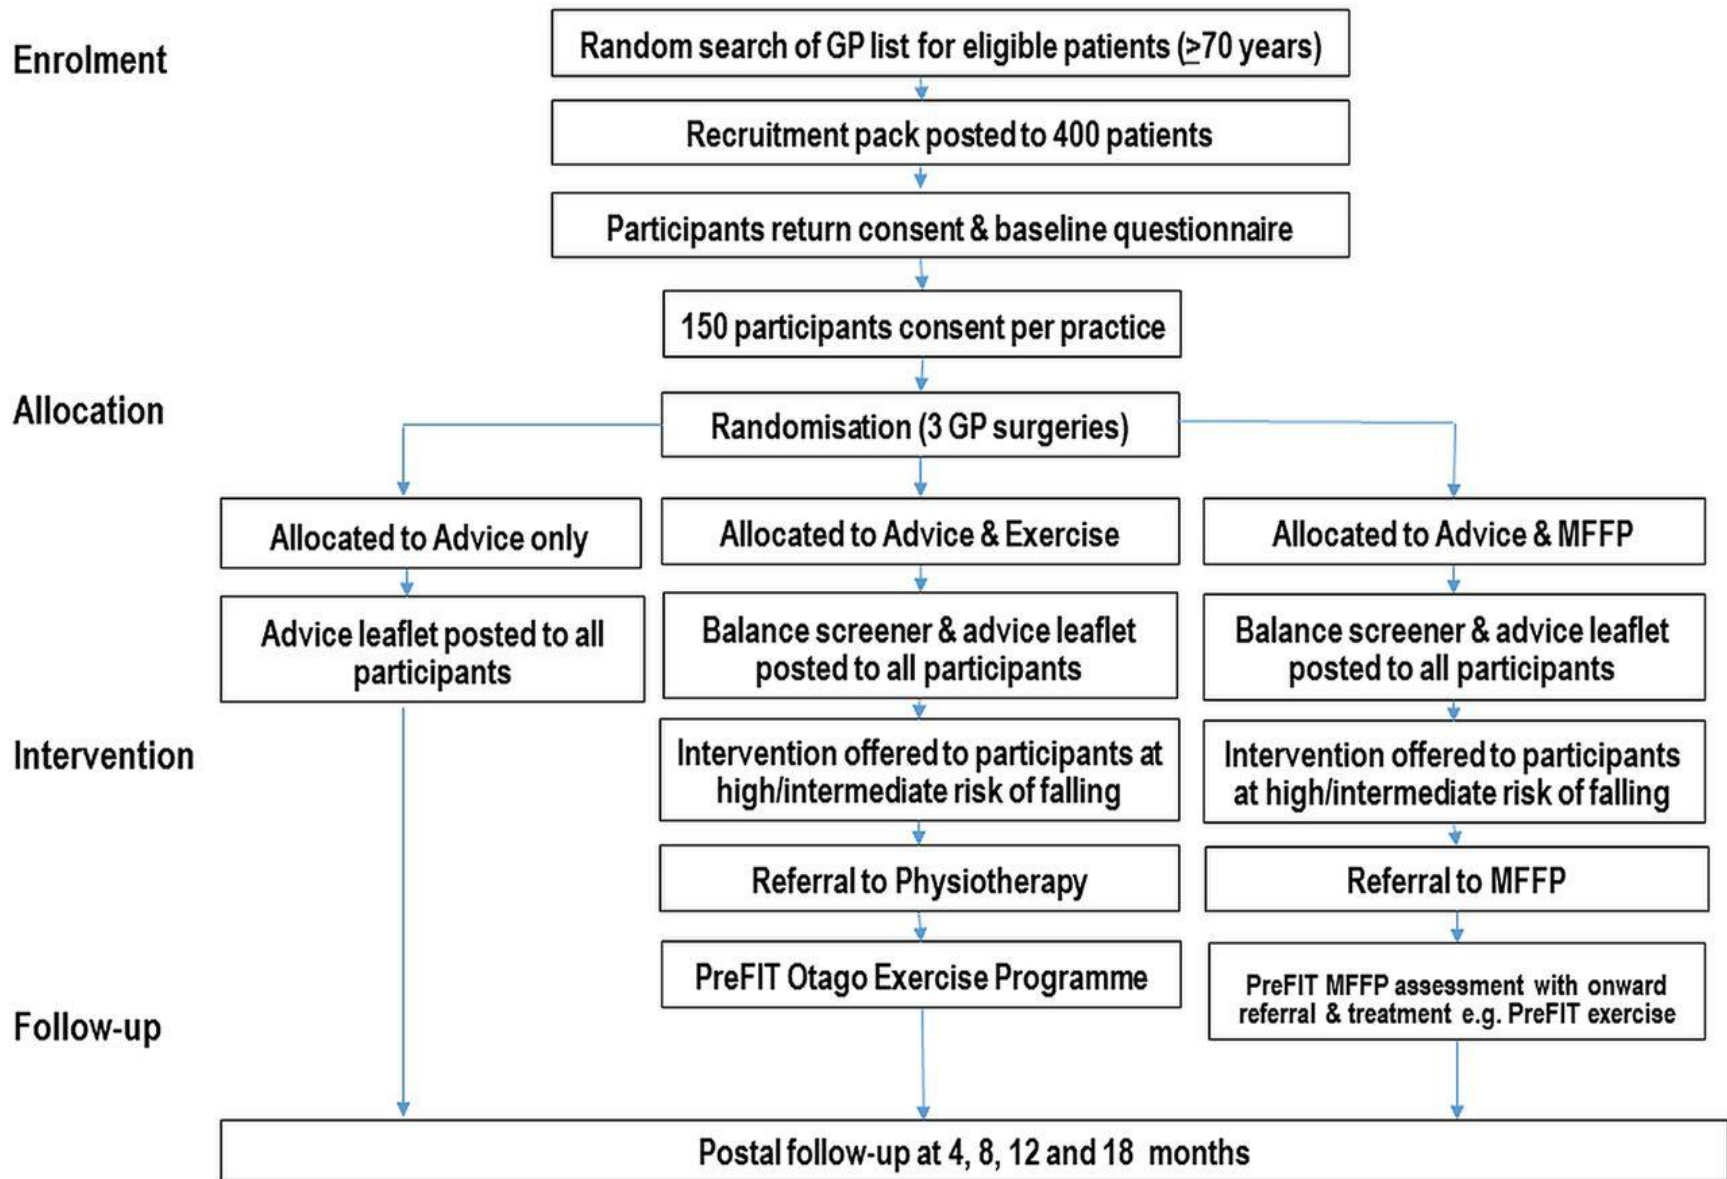 Enrolment
Random search of GP list for eligible patients (≥70 years)
Recruitment pack posted to 400 patients
Participants return consent & baseline questionnaire
150 participants consent per practice
Allocation
Randomisation (3 GP surgeries)
Allocated to Advice only
Allocated to Advice & Exercise
Allocated to Advice & MFFP
Advice leaflet posted to all
participants
Balance screener & advice leaflet
posted to all participants
Balance screener & advice leaflet
posted to all participants
Intervention
Intervention offered to participants at
high/intermediate risk of falling
Intervention offered to participants
at high/intermediate risk of falling
Referral to Physiotherapy
Referral to MFFP
PreFIT Otago Exercise Programme
PreFIT MFFP assessment with onward
referral & treatment e.g. PreFIT exercise
Follow-up
Postal follow-up at 4, 8, 12 and 18 months